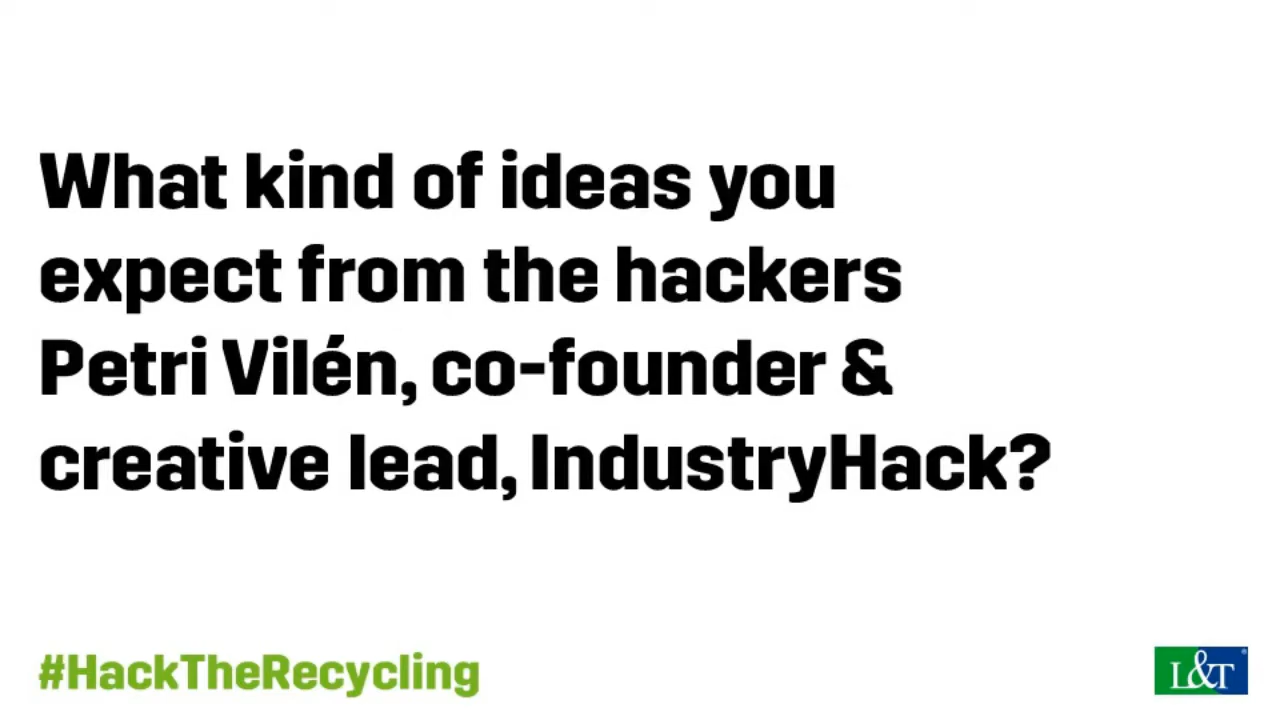 What kind of ideas you
expect from the hackers
Petri Vilén, co-founder &
creative lead, IndustryHack?
#HackTheRecycling
L&T®